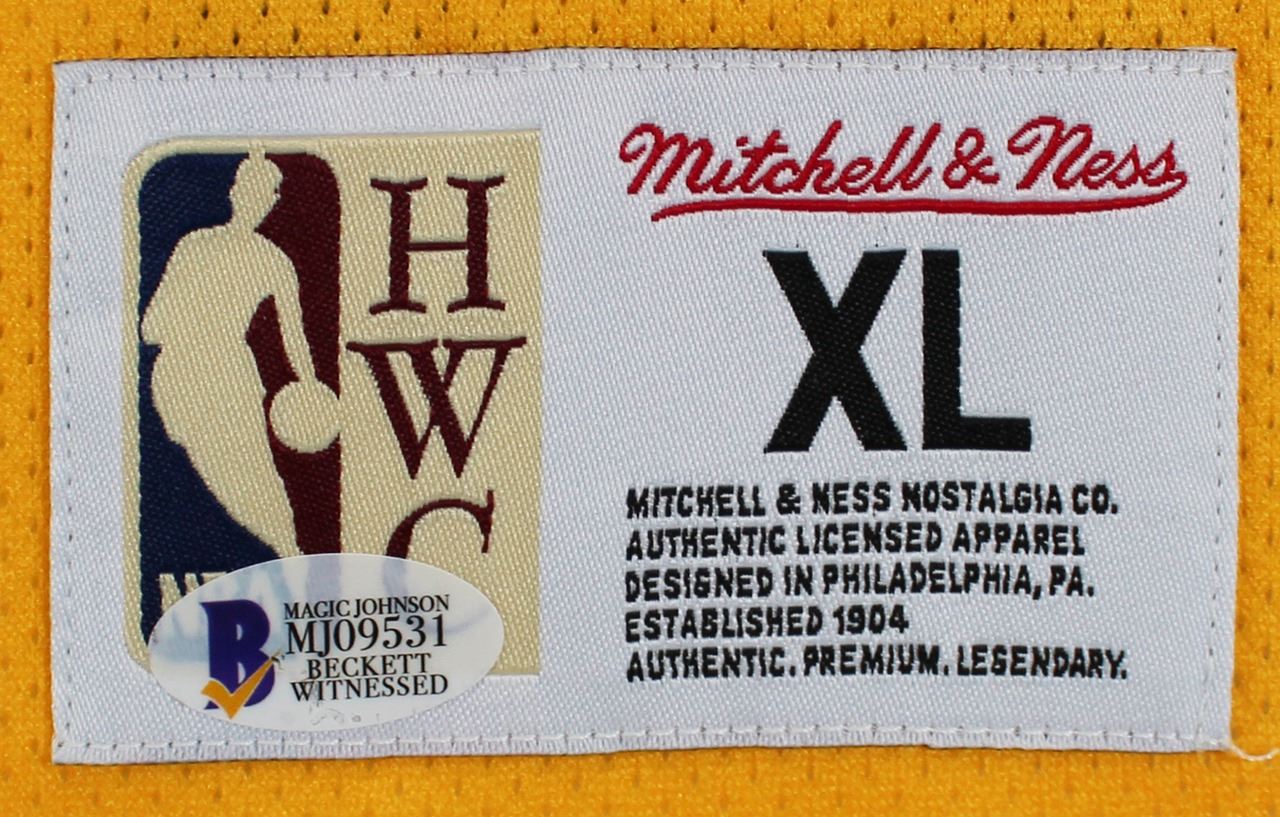 H
W
C
Mitchell & Ness
XL
MITCHELL & NESS NOSTALGIA CO.
AUTHENTIC LICENSED APPAREL
DESIGNED IN PHILADELPHIA, PA.
ESTABLISHED 1904
AUTHENTIC. PREMIUM. LEGENDARY.
B
MAGIC JOHNSON
MJ09531
BECKETT
WITNESSED